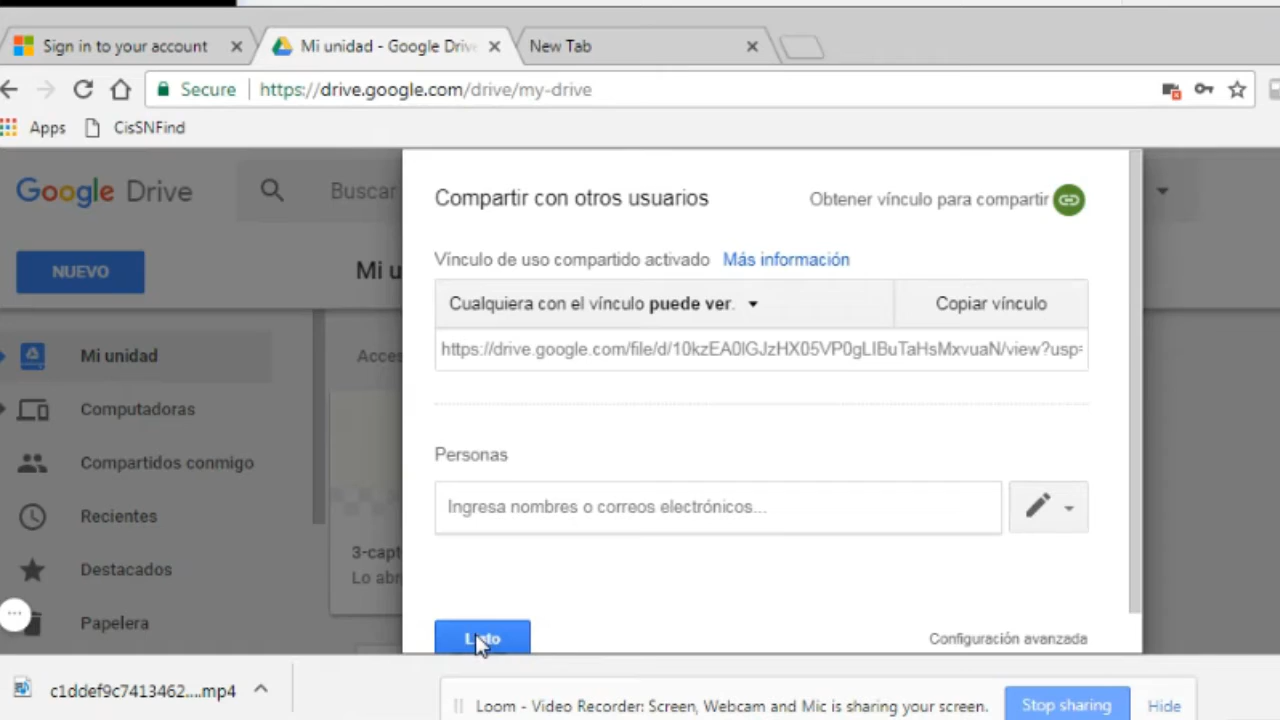 Sign in to your account
Mi unidad - Google Drive
New Tab
Secure
https://drive.google.com/drive/my-drive
Apps
CisSNFind
Google Drive
Buscar
NUEVO
Mi u
Compartir con otros usuarios
Obtener vínculo para compartir
Vínculo de uso compartido activado Más información
Cualquiera con el vínculo puede ver.
Copiar vínculo
https://drive.google.com/file/d/10kzEA0lGJzHX05VP0gLIBuTaHsMxvuaN/view?usp=
Mi unidad
Acces
Computadoras
Compartidos conmigo
Personas
Ingresa nombres o correos electrónicos...
Recientes
3-capt
Destacados
Lo abri
Papelera
Listo
Configuración avanzada
c1ddef9c7413462....mp4
Loom - Video Recorder: Screen, Webcam and Mic is sharing your screen.
Stop sharing
Hide